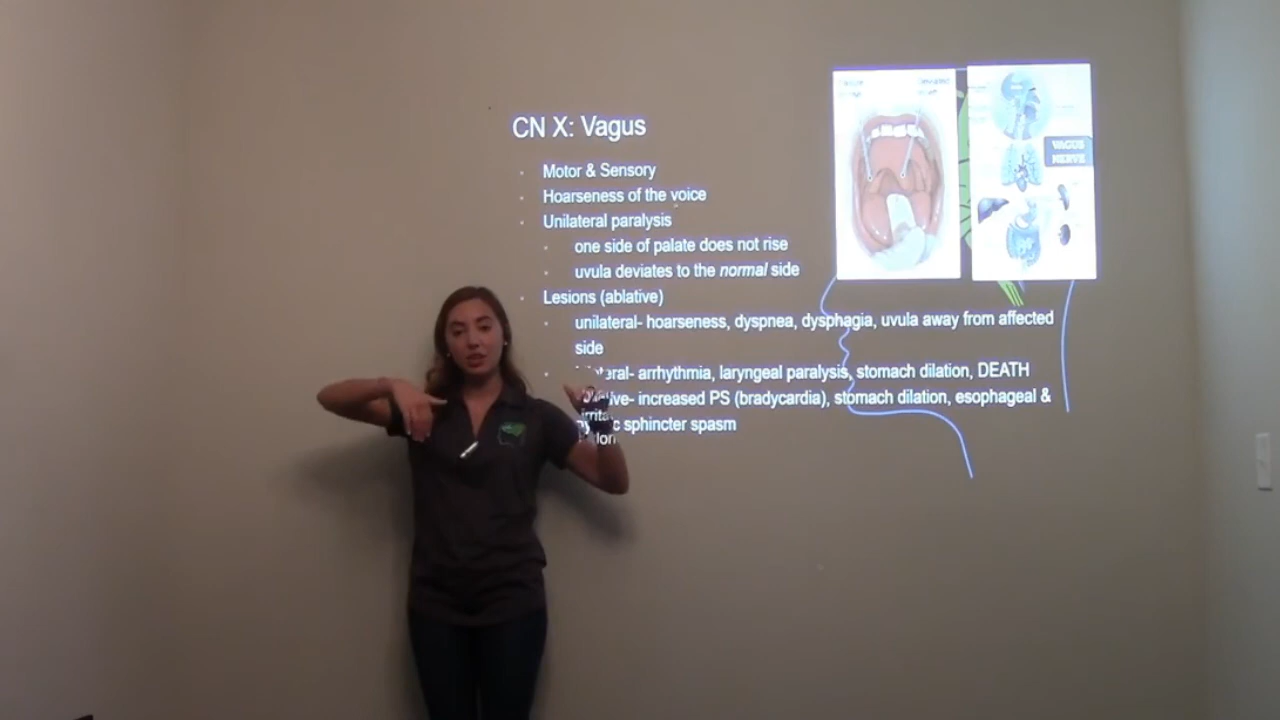 CN X: Vagus
Motor & Sensory
Hoarseness of the voice
Unilateral paralysis
one side of palate does not rise
uvula deviates to the normal side
Lesions (ablative)
unilateral- hoarseness, dyspnea, dysphagia, uvula away from affected
side
arrhythmia, laryngeal paralysis, stomach dilation, DEATH
increased PS (bradycardia), stomach dilation, esophageal &
sphincter spasm
VAGUS
NERVE